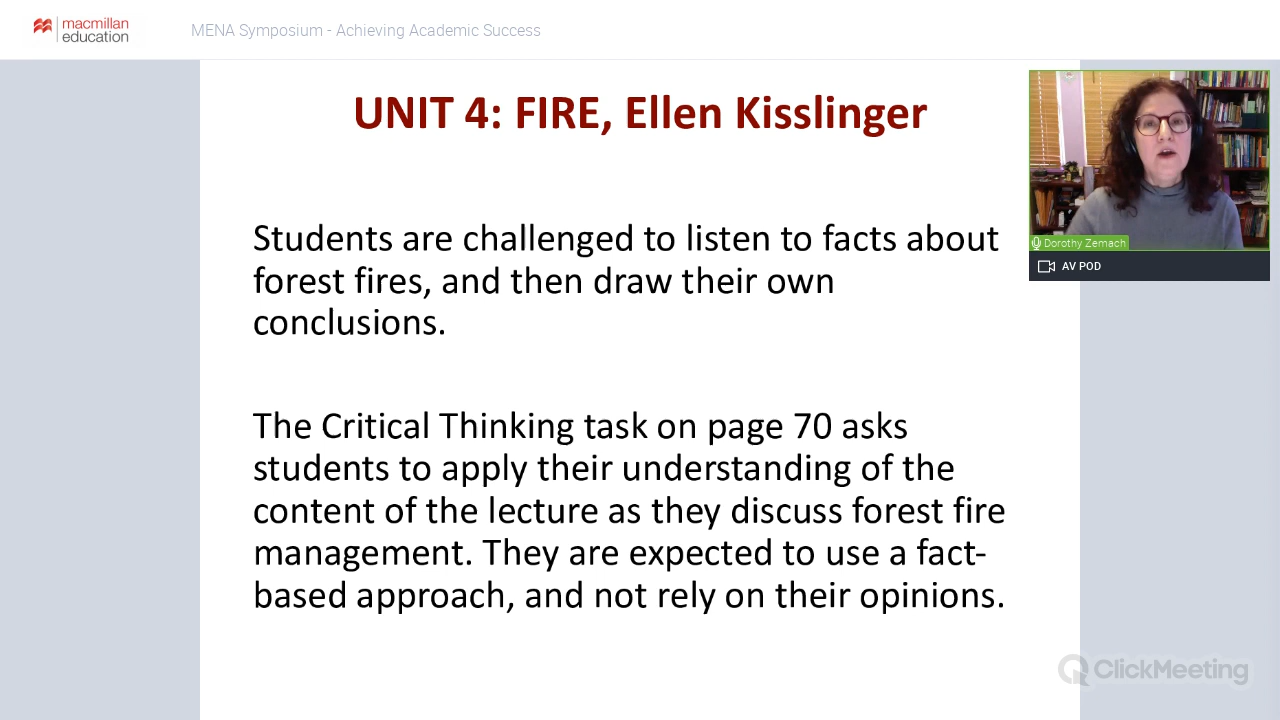 macmillan
education
MENA Symposium - Achieving Academic Success
UNIT 4: FIRE, Ellen Kisslinger
Students are challenged to listen to facts about
forest fires, and then draw their own
conclusions.
The Critical Thinking task on page 70 asks
students to apply their understanding of the
content of the lecture as they discuss forest fire
management. They are expected to use a fact-
based approach, and not rely on their opinions.
Dorothy Zemach
AV POD
ClickMeeting